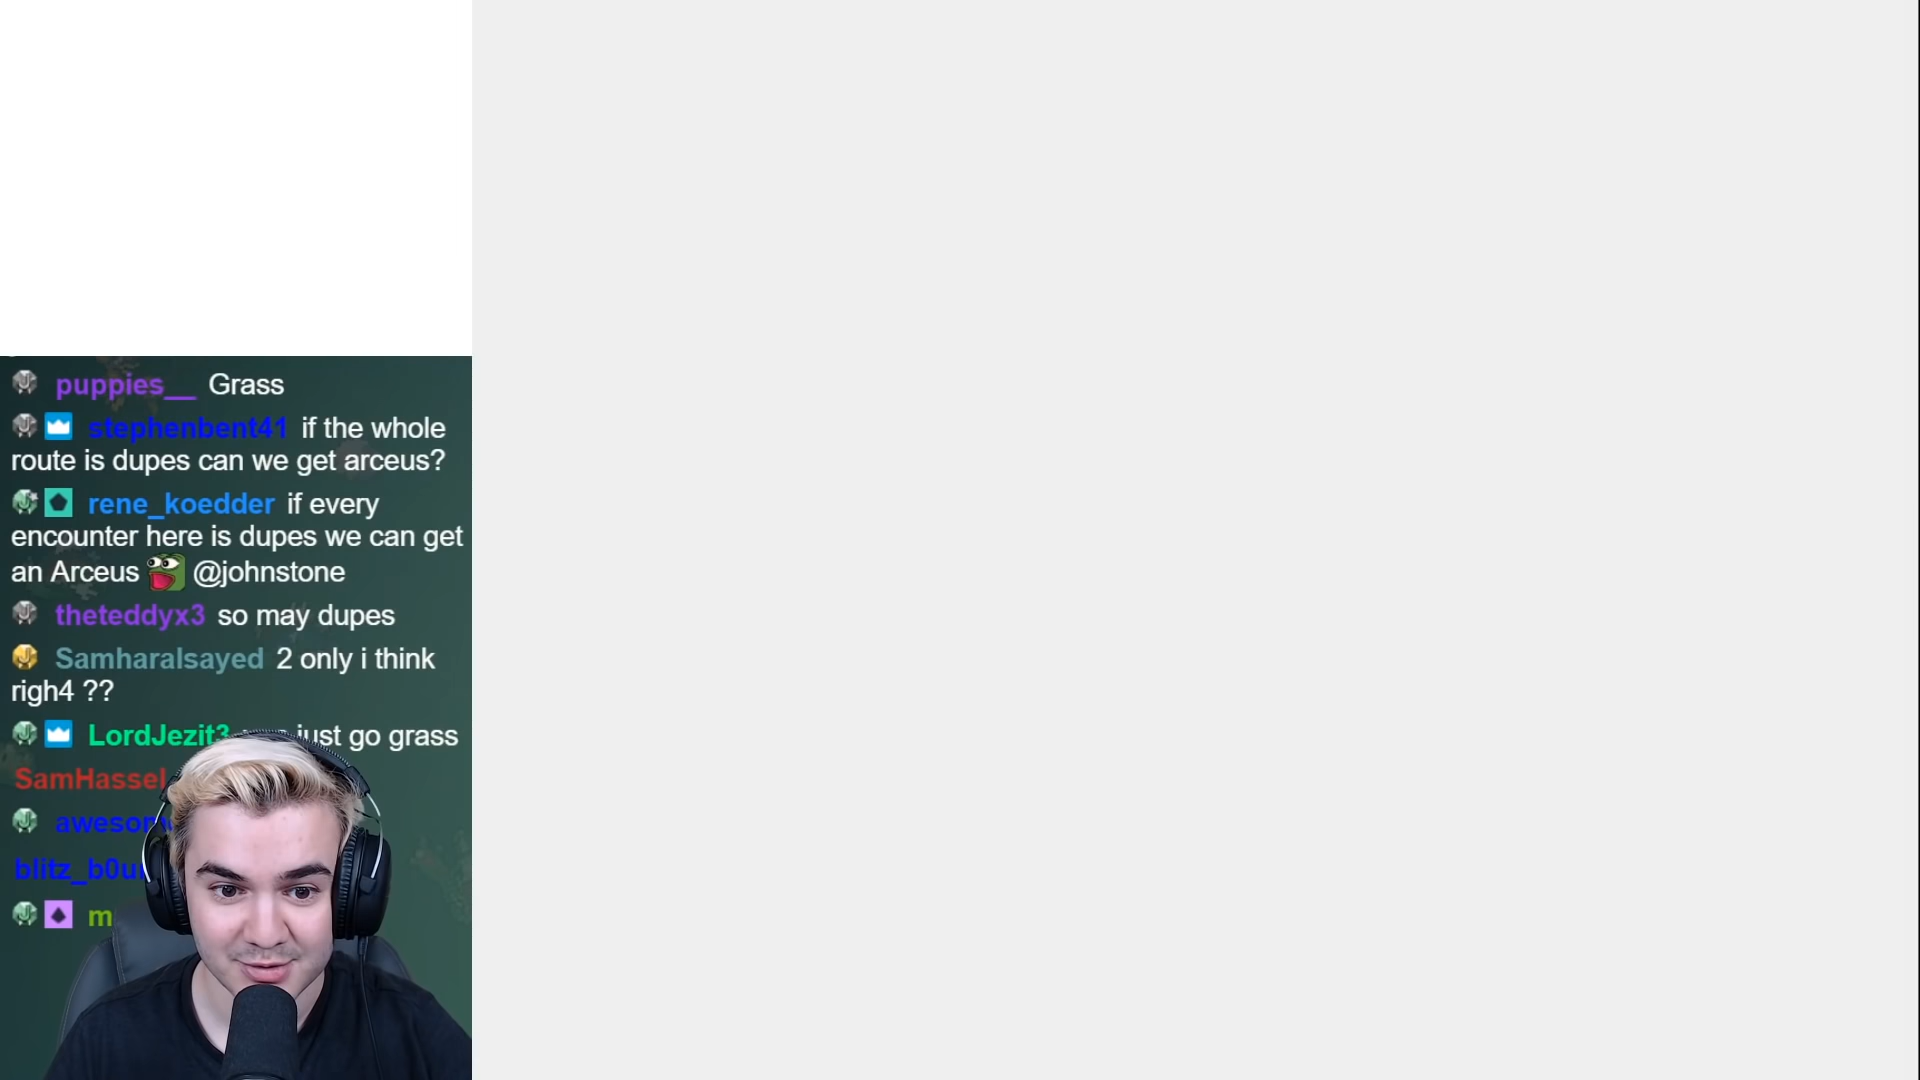 puppies__ Grass
stephenbent41 if the whole
route is dupes can we get arceus?
rene_koedder if every
encounter here is dupes we can get
an Arceus @johnstone
theteddyx3 so may dupes
Samharalsayed 2 only i think
righ4 ??
LordJezit3 just go grass
SamHassel